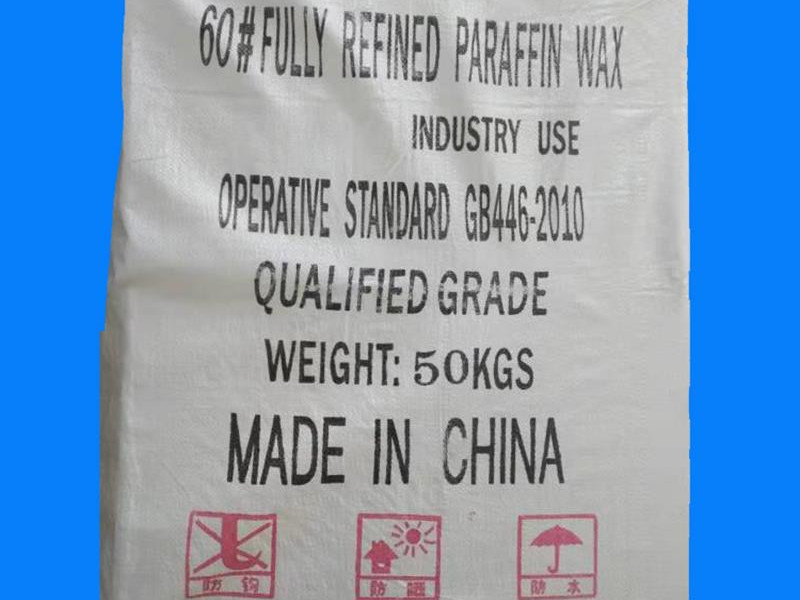 60# FULLY REFINED PARAFFIN WAX
INDUSTRY USE
OPERATIVE STANDARD GB446-2010
QUALIFIED GRADE
WEIGHT: 50KGS
MADE IN CHINA
防 钩
防 晒
防 水